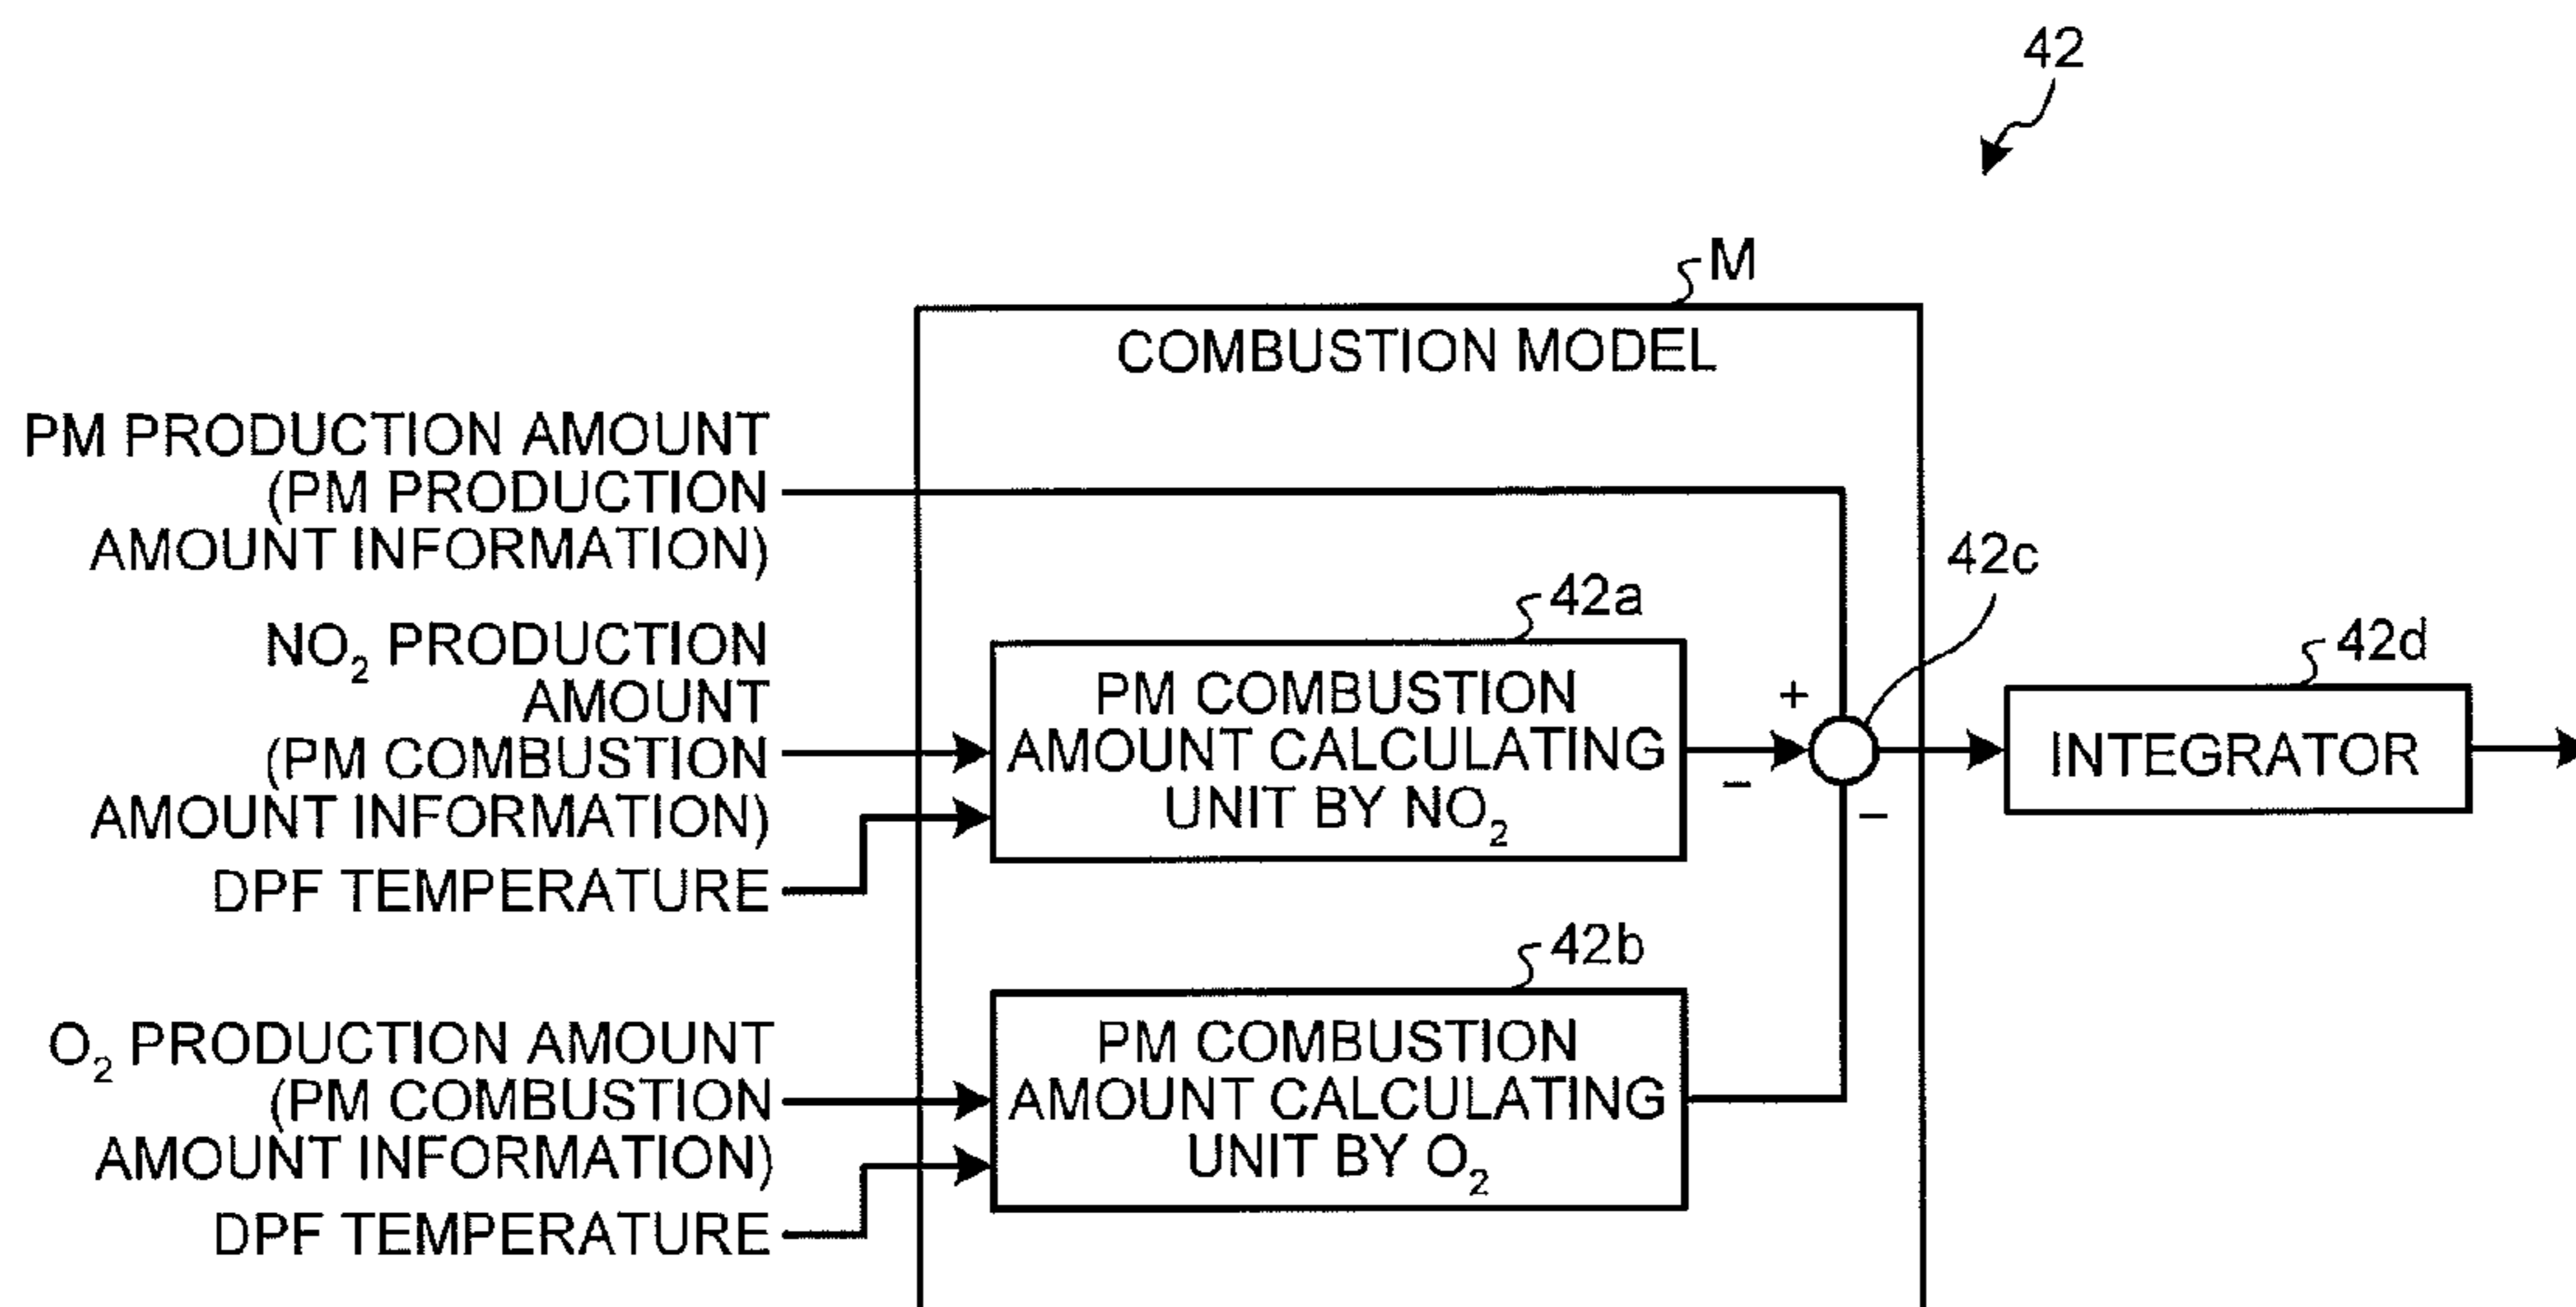 42
M
COMBUSTION MODEL
PM PRODUCTION AMOUNT
(PM PRODUCTION
AMOUNT INFORMATION)
42c
42a
NO₂ PRODUCTION
AMOUNT
(PM COMBUSTION
AMOUNT INFORMATION)
DPF TEMPERATURE
PM COMBUSTION
AMOUNT CALCULATING
UNIT BY NO₂
+
−
−
42d
INTEGRATOR
42b
O₂ PRODUCTION AMOUNT
(PM COMBUSTION
AMOUNT INFORMATION)
DPF TEMPERATURE
PM COMBUSTION
AMOUNT CALCULATING
UNIT BY O₂